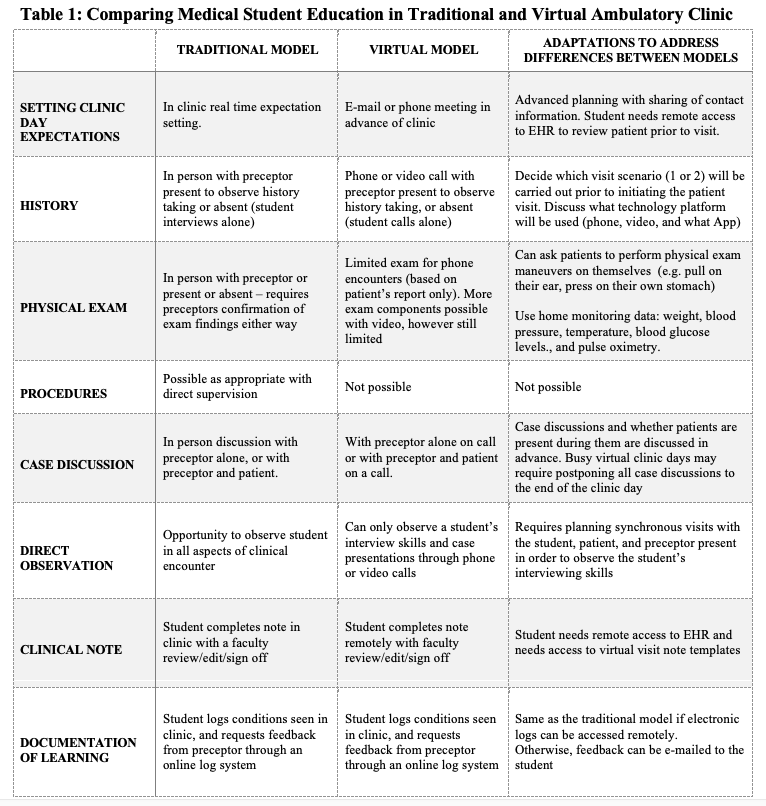 Table 1: Comparing Medical Student Education in Traditional and Virtual Ambulatory Clinic
TRADITIONAL MODEL
VIRTUAL MODEL
ADAPTATIONS TO ADDRESS
DIFFERENCES BETWEEN MODELS
SETTING CLINIC
DAY
EXPECTATIONS
In clinic real time expectation
setting.
E-mail or phone meeting in
advance of clinic
Advanced planning with sharing of contact
information. Student needs remote access
to EHR to review patient prior to visit.
HISTORY
In person with preceptor
present to observe history
taking or absent (student
interviews alone)
Phone or video call with
preceptor present to observe
history taking, or absent
(student calls alone)
Decide which visit scenario (1 or 2) will be
carried out prior to initiating the patient
visit. Discuss what technology platform
will be used (phone, video, and what App)
PHYSICAL EXAM
In person with preceptor or
present or absent – requires
preceptors confirmation of
exam findings either way
Limited exam for phone
encounters (based on
patient's report only). More
exam components possible
with video, however still
limited
Can ask patients to perform physical exam
maneuvers on themselves (e.g. pull on
their ear, press on their own stomach)
Use home monitoring data: weight, blood
pressure, temperature, blood glucose
levels., and pulse oximetry.
PROCEDURES
Possible as appropriate with
direct supervision
Not possible
Not possible
CASE DISCUSSION
In person discussion with
preceptor alone, or with
preceptor and patient.
With preceptor alone on call
or with preceptor and patient
on a call.
Case discussions and whether patients are
present during them are discussed in
advance. Busy virtual clinic days may
require postponing all case discussions to
the end of the clinic day
DIRECT
OBSERVATION
Opportunity to observe student
in all aspects of clinical
encounter
Can only observe a student's
interview skills and case
presentations through phone
or video calls
Requires planning synchronous visits with
the student, patient, and preceptor present
in order to observe the student's
interviewing skills
CLINICAL NOTE
Student completes note in
clinic with a faculty
review/edit/sign off
Student completes note
remotely with faculty
review/edit/sign off
Student needs remote access to EHR and
needs access to virtual visit note templates
DOCUMENTATION
OF LEARNING
Student logs conditions seen in
clinic, and requests feedback
from preceptor through an
online log system
Student logs conditions seen
in clinic, and requests
feedback from preceptor
through an online log system
Same as the traditional model if electronic
logs can be accessed remotely.
Otherwise, feedback can be e-mailed to the
student